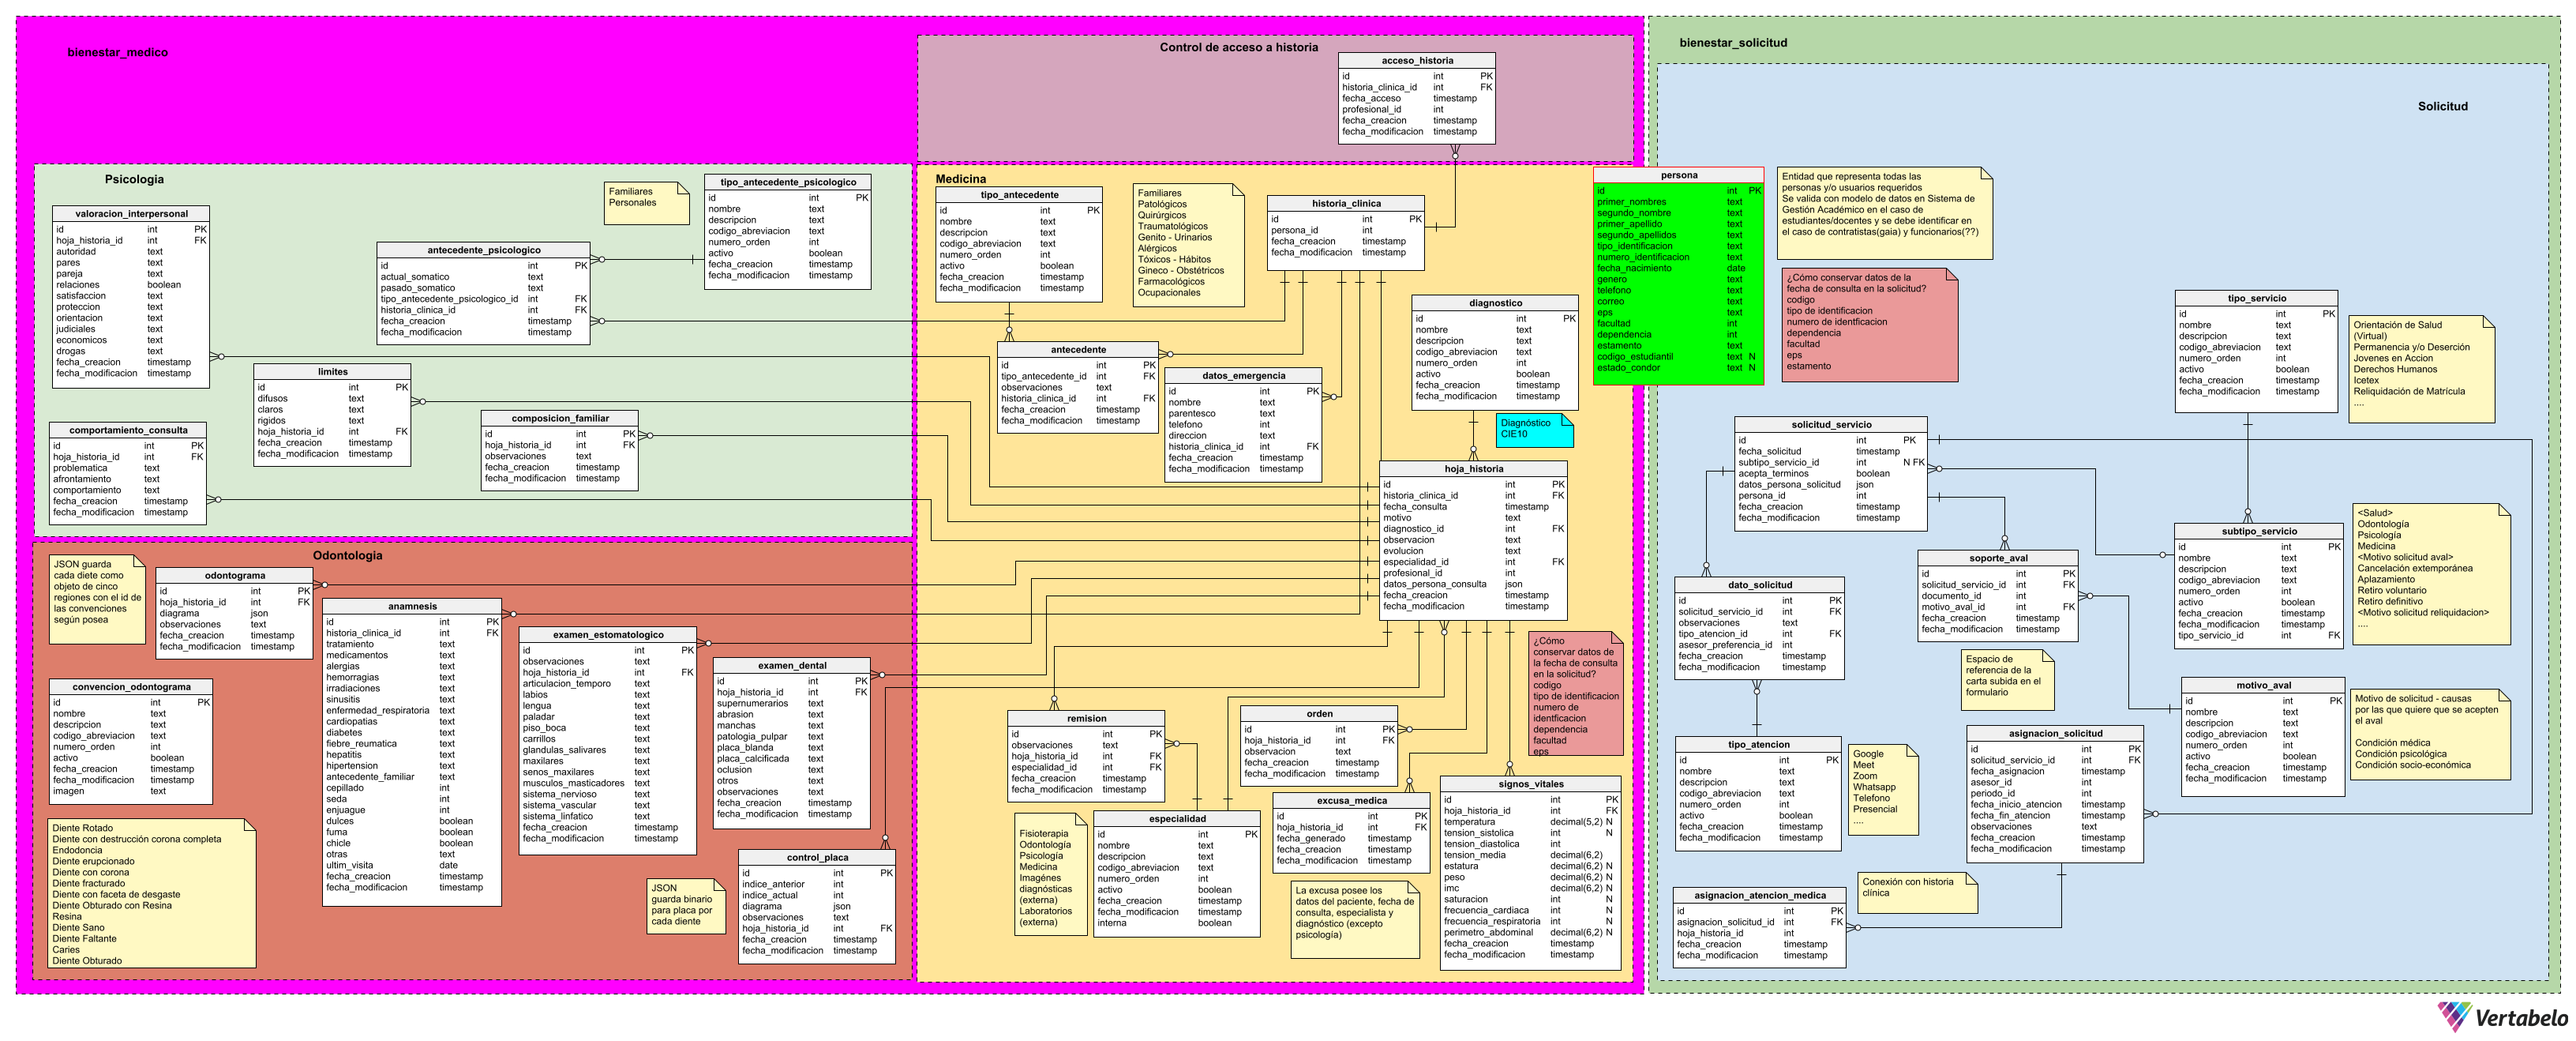 bienestar_medico
Control de acceso a historia
acceso_historia
id int PK
historia_clinica_id int FK
fecha_acceso timestamp
profesional_id int
fecha_creacion timestamp
fecha_modificacion timestamp
Psicologia
valoracion_interpersonal
id int PK
hoja_historia_id int FK
autoridad text
pares text
pareja text
relaciones boolean
satisfaccion text
proteccion text
orientacion text
judiciales text
economicos text
drogas text
fecha_creacion timestamp
fecha_modificacion timestamp
Familiares
Personales
tipo_antecedente_psicologico
id int PK
nombre text
descripcion text
codigo_abreviacion text
numero_orden int
activo boolean
fecha_creacion timestamp
fecha_modificacion timestamp
antecedente_psicologico
id int PK
actual_somatico text
pasado_somatico text
tipo_antecedente_psicologico_id int FK
historia_clinica_id int FK
fecha_creacion timestamp
fecha_modificacion timestamp
limites
id int PK
difusos text
claros text
rigidos text
hoja_historia_id int FK
fecha_creacion timestamp
fecha_modificacion timestamp
composicion_familiar
id int PK
hoja_historia_id int FK
observaciones text
fecha_creacion timestamp
fecha_modificacion timestamp
comportamiento_consulta
id int PK
hoja_historia_id int FK
problematica text
afrontamiento text
comportamiento text
fecha_creacion timestamp
fecha_modificacion timestamp
Odontologia
JSON guarda
cada diete como
objeto de cinco
regiones con el id de
las convenciones
según posea
odontograma
id int PK
hoja_historia_id int FK
diagrama json
observaciones text
fecha_creacion timestamp
fecha_modificacion timestamp
anamnesis
id int PK
historia_clinica_id int FK
tratamiento text
medicamentos text
alergias text
hemorragias text
irradiaciones text
sinusitis text
enfermedad_respiratoria text
cardiopatias text
diabetes text
fiebre_reumatica text
hepatitis text
hipertension text
antecedente_familiar text
cepillado int
seda int
enjuague int
dulces boolean
fuma boolean
chicle boolean
otras text
ultim_visita date
fecha_creacion timestamp
fecha_modificacion timestamp
examen_estomatologico
id int PK
observaciones text
hoja_historia_id int FK
articulacion_temporo text
labios text
lengua text
paladar text
piso_boca text
carrillos text
glandulas_salivares text
maxilares text
senos_maxilares text
musculos_masticadores text
sistema_nervioso text
sistema_vascular text
sistema_linfatico text
fecha_creacion timestamp
fecha_modificacion timestamp
examen_dental
id int PK
hoja_historia_id int FK
supernumerarios text
abrasion text
manchas text
patologia_pulpar text
placa_blanda text
placa_calcificada text
oclusion text
otros text
observaciones text
fecha_creacion timestamp
fecha_modificacion timestamp
convencion_odontograma
id int PK
nombre text
descripcion text
codigo_abreviacion text
numero_orden int
activo boolean
fecha_creacion timestamp
fecha_modificacion timestamp
imagen text
Diente Rotado
Diente con destrucción corona completa
Endodoncia
Diente erupcionado
Diente con corona
Diente fracturado
Diente con faceta de desgaste
Diente Obturado con Resina
Resina
Diente Sano
Diente Faltante
Caries
Diente Obturado
JSON
guarda binario
para placa por
cada diente
control_placa
id int PK
indice_anterior int
indice_actual int
diagrama json
observaciones text
hoja_historia_id int FK
fecha_creacion timestamp
fecha_modificacion timestamp
Medicina
tipo_antecedente
id int PK
nombre text
descripcion text
codigo_abreviacion text
numero_orden int
activo boolean
fecha_creacion timestamp
fecha_modificacion timestamp
Familiares
Patológicos
Quirúrgicos
Traumatológicos
Genito - Urinarios
Alérgicos
Tóxicos - Hábitos
Gineco - Obstétricos
Farmacológicos
Ocupacionales
historia_clinica
id int PK
persona_id int
fecha_creacion timestamp
fecha_modificacion timestamp
antecedente
id int PK
tipo_antecedente_id int FK
observaciones text
historia_clinica_id int FK
fecha_creacion timestamp
fecha_modificacion timestamp
datos_emergencia
id int PK
nombre text
parentesco text
telefono int
direccion text
historia_clinica_id int FK
fecha_creacion timestamp
fecha_modificacion timestamp
diagnostico
id int PK
nombre text
descripcion text
codigo_abreviacion text
numero_orden int
activo boolean
fecha_creacion timestamp
fecha_modificacion timestamp
Diagnóstico
CIE10
hoja_historia
id int PK
historia_clinica_id int FK
fecha_consulta timestamp
motivo text
diagnostico_id int FK
observacion text
evolucion text
especialidad_id int FK
profesional_id int
datos_persona_consulta json
fecha_creacion timestamp
fecha_modificacion timestamp
¿Cómo
conservar datos de
la fecha de consulta
en la solicitud?
codigo
tipo de identificacion
numero de
identficacion
dependencia
facultad
eps
remision
id int PK
observaciones text
hoja_historia_id int FK
especialidad_id int FK
fecha_creacion timestamp
fecha_modificacion timestamp
orden
id int PK
hoja_historia_id int FK
observacion text
fecha_creacion timestamp
fecha_modificacion timestamp
Fisioterapia
Odontología
Psicología
Medicina
Imagénes
diagnósticas
(externa)
Laboratorios
(externa)
especialidad
id int PK
nombre text
descripcion text
codigo_abreviacion text
numero_orden int
activo boolean
fecha_creacion timestamp
fecha_modificacion timestamp
interna boolean
excusa_medica
id int PK
hoja_historia_id int FK
fecha_generado timestamp
fecha_creacion timestamp
fecha_modificacion timestamp
La excusa posee los
datos del paciente, fecha de
consulta, especialista y
diagnóstico (excepto
psicología)
signos_vitales
id int PK
hoja_historia_id int FK
temperatura decimal(5,2) N
tension_sistolica int N
tension_diastolica int
tension_media decimal(6,2)
estatura decimal(6,2) N
peso decimal(6,2) N
imc decimal(6,2) N
saturacion int N
frecuencia_cardiaca int N
frecuencia_respiratoria int N
perimetro_abdominal decimal(6,2) N
fecha_creacion timestamp
fecha_modificacion timestamp
persona
id int PK
primer_nombres text
segundo_nombre text
primer_apellido text
segundo_apellidos text
tipo_identificacion text
numero_identificacion text
fecha_nacimiento date
genero text
telefono text
correo text
eps text
facultad int
dependencia int
estamento text
codigo_estudiantil text N
estado_condor text N
bienestar_solicitud
Solicitud
Entidad que representa todas las
personas y/o usuarios requeridos
Se valida con modelo de datos en Sistema de
Gestión Académico en el caso de
estudiantes/docentes y se debe identificar en
el caso de contratistas(gaia) y funcionarios(??)
¿Cómo conservar datos de la
fecha de consulta en la solicitud?
codigo
tipo de identificacion
numero de identficacion
dependencia
facultad
eps
estamento
tipo_servicio
id int PK
nombre text
descripcion text
codigo_abreviacion text
numero_orden int
activo boolean
fecha_creacion timestamp
fecha_modificacion timestamp
Orientación de Salud
(Virtual)
Permanencia y/o Deserción
Jovenes en Accion
Derechos Humanos
Icetex
Reliquidación de Matrícula
....
solicitud_servicio
id int PK
fecha_solicitud timestamp
subtipo_servicio_id int N FK
acepta_terminos boolean
datos_persona_solicitud json
persona_id int
fecha_creacion timestamp
fecha_modificacion timestamp
subtipo_servicio
id int PK
nombre text
descripcion text
codigo_abreviacion text
numero_orden int
activo boolean
fecha_creacion timestamp
fecha_modificacion timestamp
tipo_servicio_id int FK
<Salud>
Odontología
Psicología
Medicina
<Motivo solicitud aval>
Cancelación extemporánea
Aplazamiento
Retiro voluntario
Retiro definitivo
<Motivo solicitud reliquidacion>
....
soporte_aval
id int PK
solicitud_servicio_id int FK
documento_id int
motivo_aval_id int FK
fecha_creacion timestamp
fecha_modificacion timestamp
dato_solicitud
id int PK
solicitud_servicio_id int FK
observaciones text
tipo_atencion_id int FK
asesor_preferencia_id int
fecha_creacion timestamp
fecha_modificacion timestamp
Espacio de
referencia de la
carta subida en el
formulario
motivo_aval
id int PK
nombre text
descripcion text
codigo_abreviacion text
numero_orden int
activo boolean
fecha_creacion timestamp
fecha_modificacion timestamp
Motivo de solicitud - causas
por las que quiere que se acepten
el aval
Condición médica
Condición psicológica
Condición socio-económica
tipo_atencion
id int PK
nombre text
descripcion text
codigo_abreviacion text
numero_orden int
activo boolean
fecha_creacion timestamp
fecha_modificacion timestamp
Google
Meet
Zoom
Whatsapp
Telefono
Presencial
....
asignacion_solicitud
id int PK
solicitud_servicio_id int FK
fecha_asignacion timestamp
asesor_id int
periodo_id int
fecha_inicio_atencion timestamp
fecha_fin_atencion timestamp
observaciones text
fecha_creacion timestamp
fecha_modificacion timestamp
Conexión con historia
clínica
asignacion_atencion_medica
id int PK
asignacion_solicitud_id int FK
hoja_historia_id int
fecha_creacion timestamp
fecha_modificacion timestamp
Vertabelo